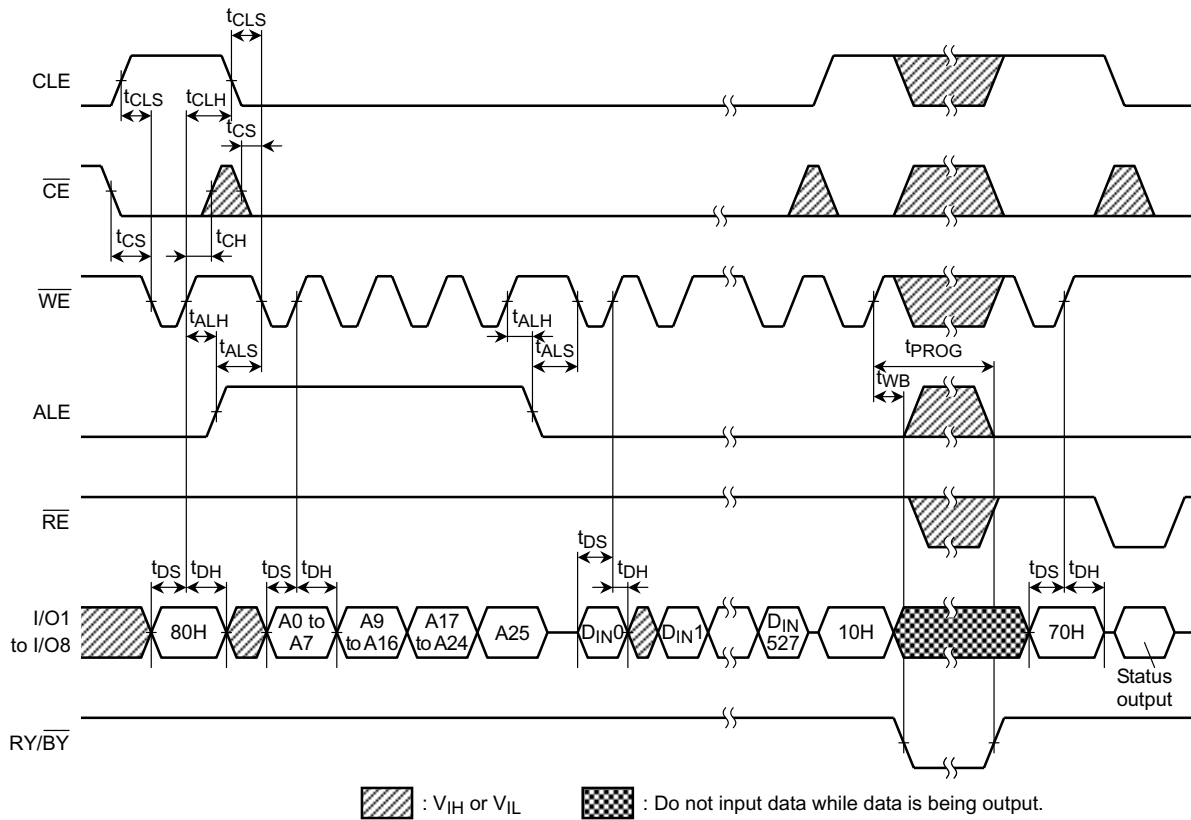 tCLS
CLE
tCLS tCLH
tCS
CE
tCS tCH
WE
tALH tALH
tALS tALS
tPROG
tWB
ALE
RE
tDS
tDS tDH tDS tDH tDH tDS tDH
I/O1
to I/O8
80H
A0 to
A7
A9
to A16
A17
to A24
A25
DIN0
DIN1
DIN
527
10H
70H
Status
output
RY/BY
: VIH or VIL
: Do not input data while data is being output.